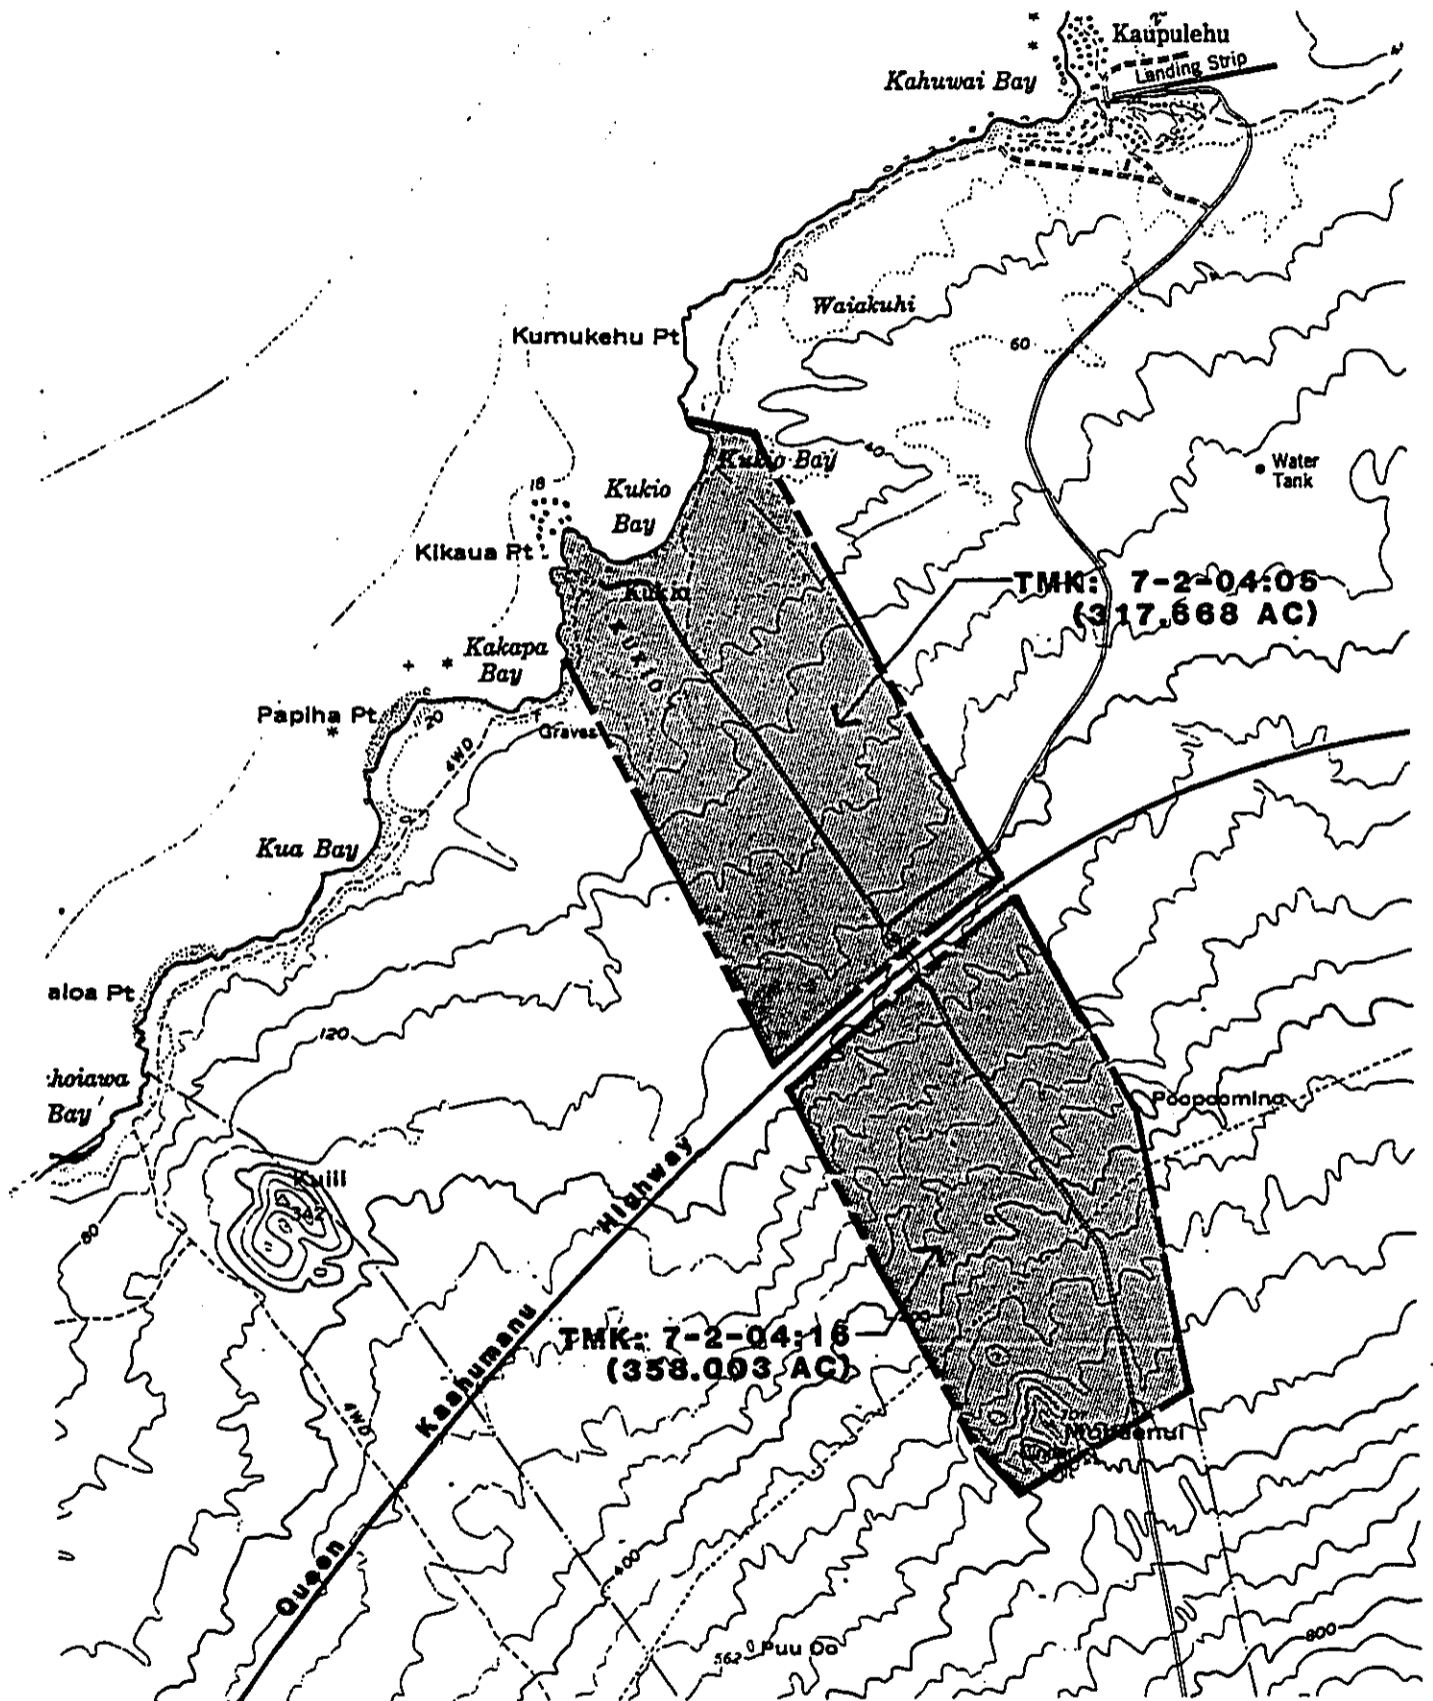 Kaupulehu
Landing Strip
Kahuwai Bay
Waiakuhi
Kumukehu Pt
60
40
Kukio Bay
Water
Tank
18
Kukio
Bay
Kikaua Pt
TMK: 7-2-04:05
(317.668 AC)
Kukio
KUKIO
Kakapa
Bay
Papiha Pt
20
Graves
4WD
Kua Bay
aloa Pt
120
hoiawa
Bay
Poopoomino
Kuili
342
80
Queen Kaahumanu Highway
TMK: 7-2-04:16
(358.003 AC)
4WD
400
562 Puu Oo
800